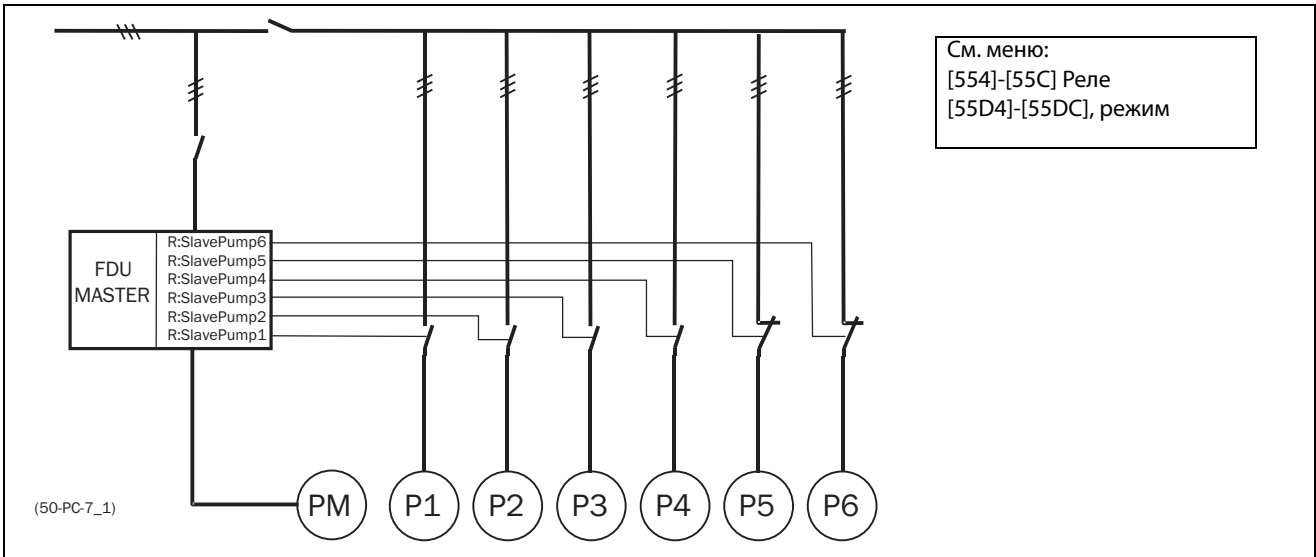 См. меню:
[554]-[55C] Реле
[55D4]-[55DC], режим
FDU
MASTER
R:SlavePump6
R:SlavePump5
R:SlavePump4
R:SlavePump3
R:SlavePump2
R:SlavePump1
(50-PC-7_1)
PM
P1
P2
P3
P4
P5
P6